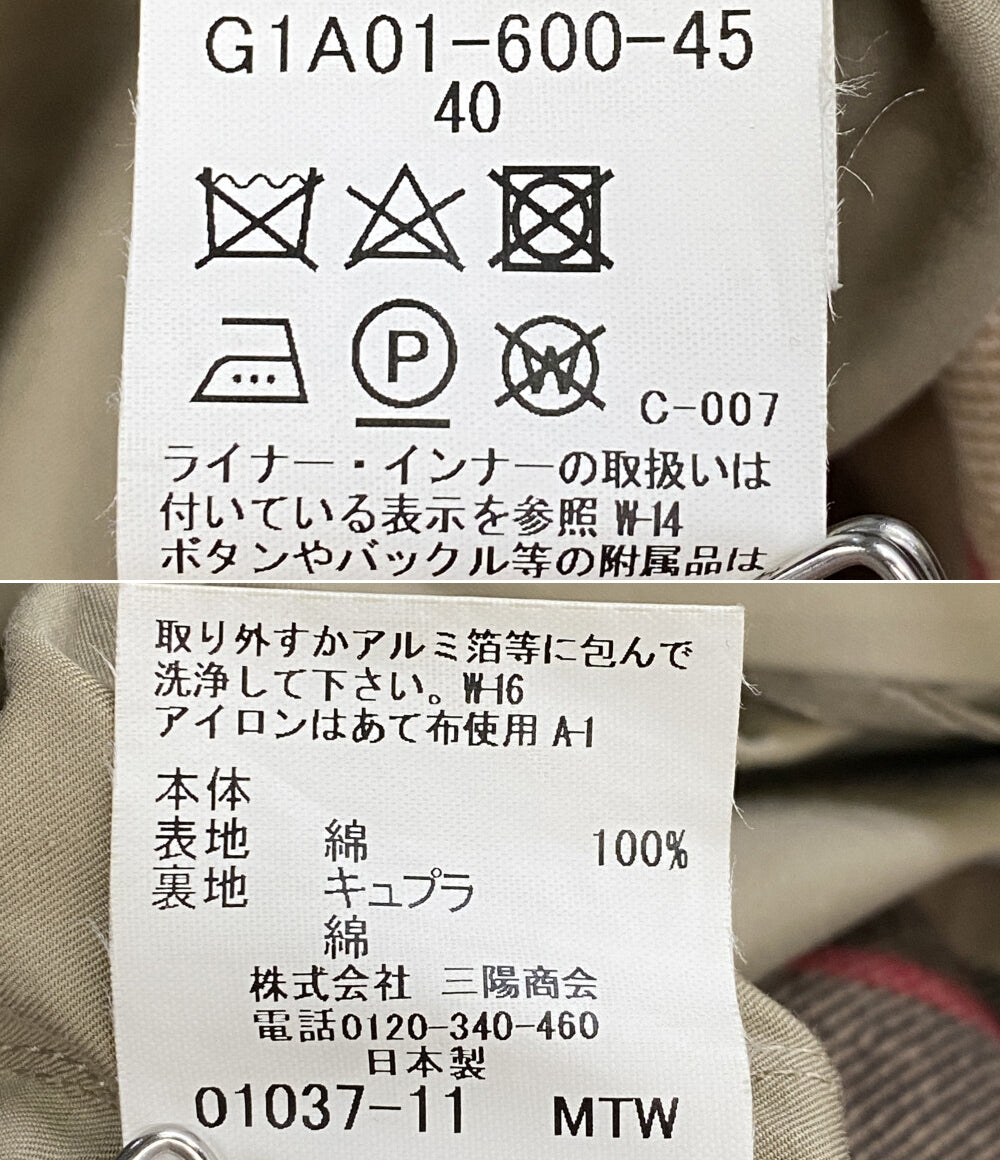 G1A01-600-45
40
P
W
C-007
ライナー・インナーの取扱いは
付いている表示を参照 W-14
ボタンやバックル等の附属品は、
取り外すかアルミ箔等に包んで
洗浄して下さい。W-16
アイロンはあて布使用 A-1
本体
表地 綿 100%
裏地 キュプラ
綿
株式会社 三陽商会
電話0120-340-460
日本製
01037-11 MTW